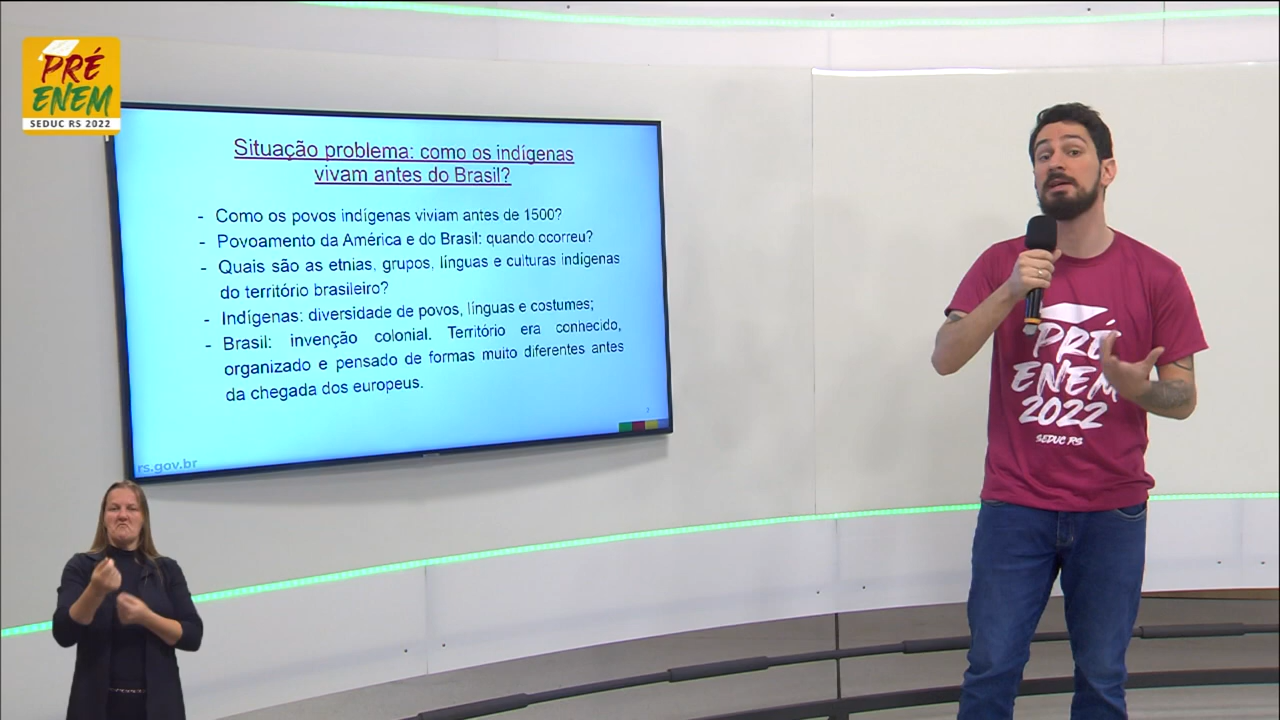 PRÉ
ENEM
SEDUC RS 2022
Situação problema: como os indígenas
vivam antes do Brasil?
- Como os povos indígenas viviam antes de 1500?
- Povoamento da América e do Brasil: quando ocorreu?
- Quais são as etnias, grupos, línguas e culturas indígenas
do território brasileiro?
- Indígenas: diversidade de povos, línguas e costumes;
- Brasil: invenção colonial. Território era conhecido,
organizado e pensado de formas muito diferentes antes
da chegada dos europeus.
7
rs.gov.br
PRÉ
ENEM
2022
SEDUC RS